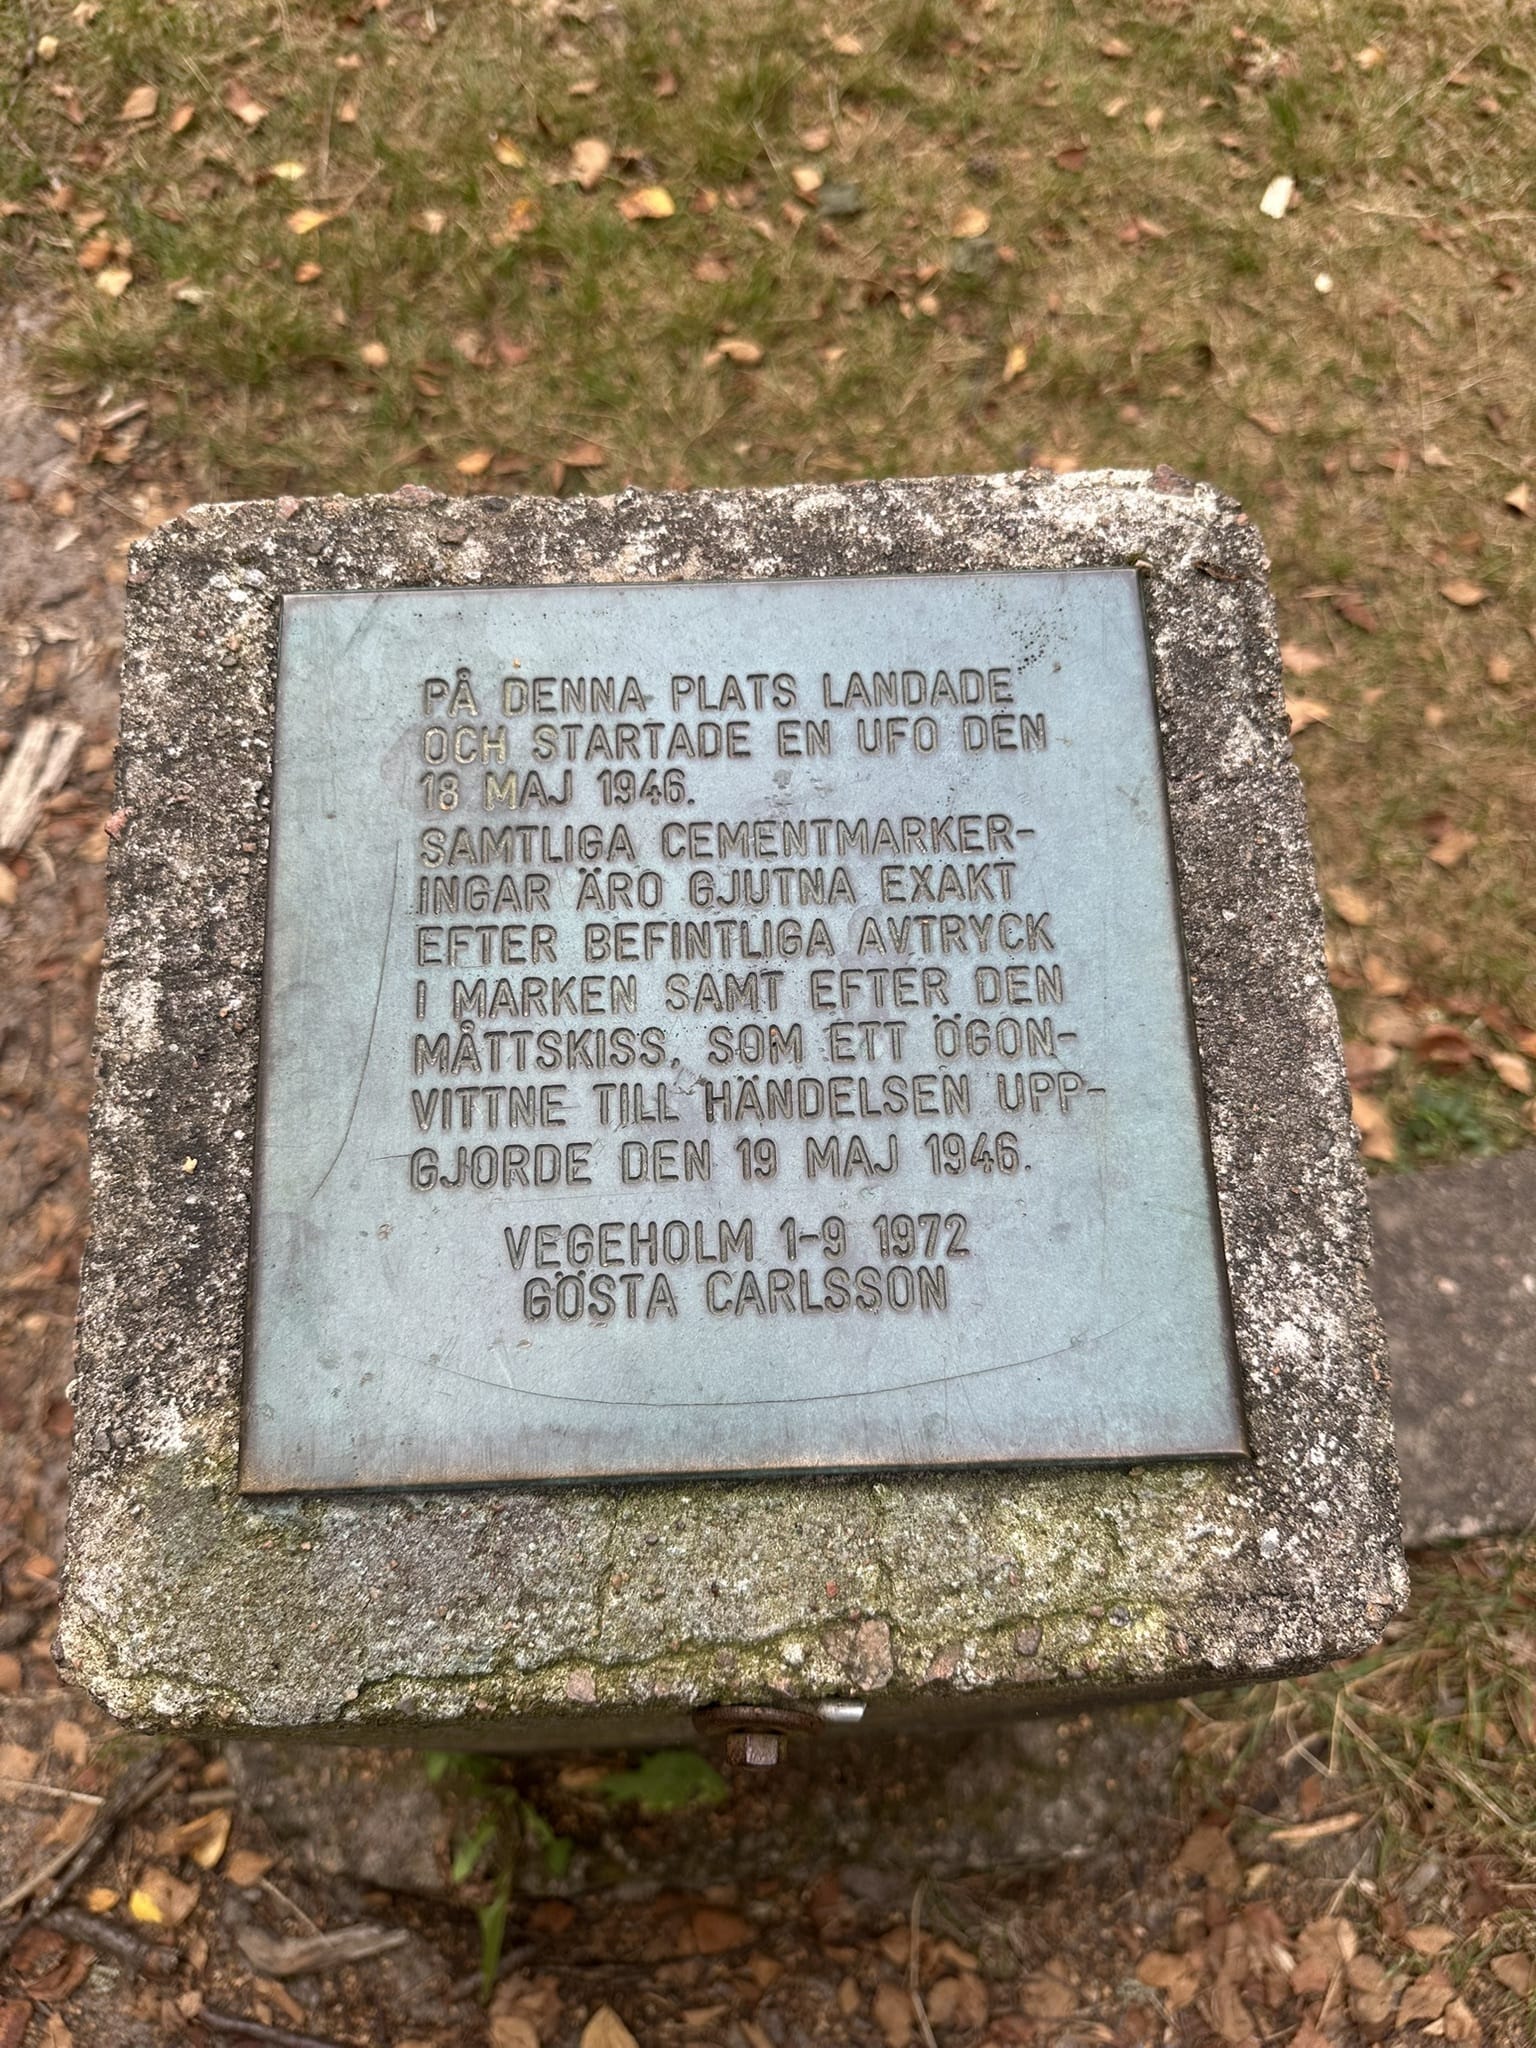 PÅ DENNA PLATS LANDADE
OCH STARTADE EN UFO DEN
18 MAJ 1946.
SAMTLIGA CEMENTMARKER-
INGAR ÄRO GJUTNA EXAKT
EFTER BEFINTLIGA AVTRYCK
I MARKEN SAMT EFTER DEN
MÅTTSKISS, SOM ETT ÖGON-
VITTNE TILL HÄNDELSEN UPP-
GJORDE DEN 19 MAJ 1946.
VEGEHOLM 1-9 1972
GÖSTA CARLSSON